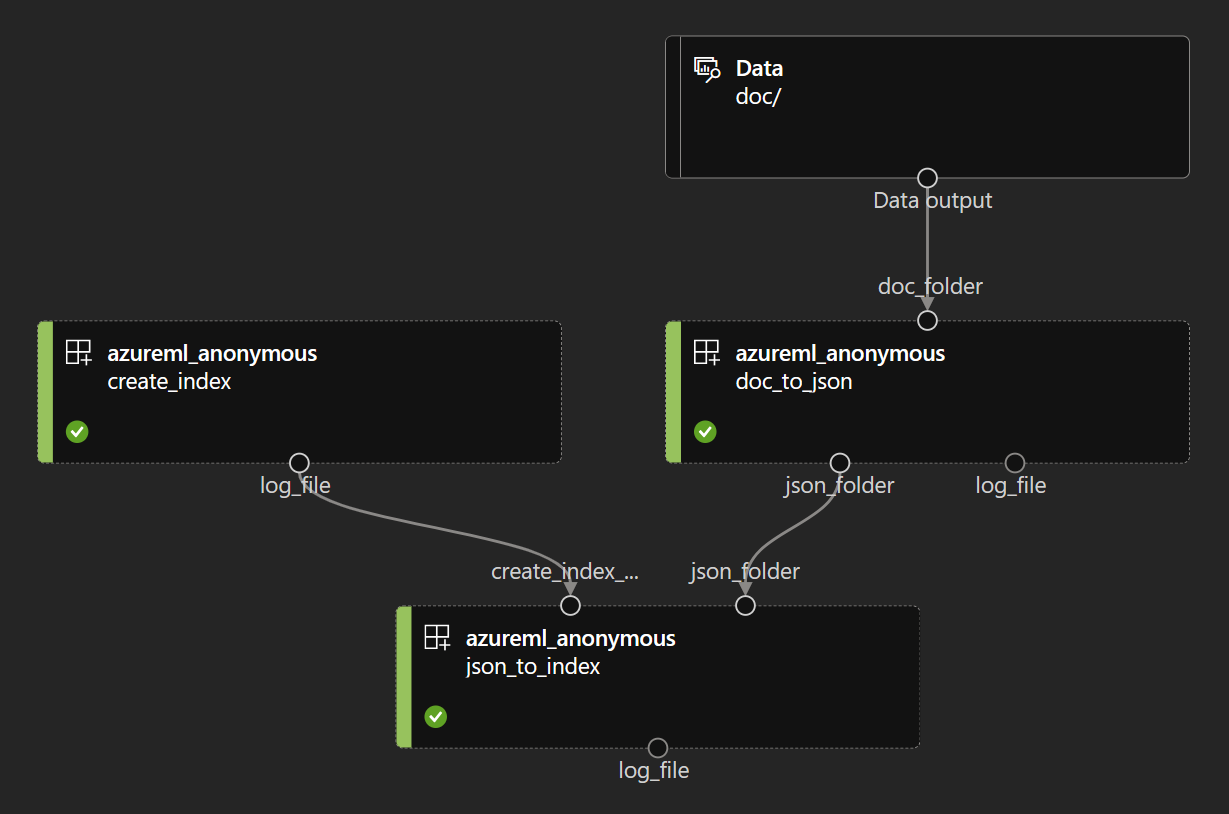 Data
doc/
Data output
doc_folder
azureml_anonymous
create_index
log_file
azureml_anonymous
doc_to_json
json_folder
log_file
create_index_...
json_folder
azureml_anonymous
json_to_index
log_file